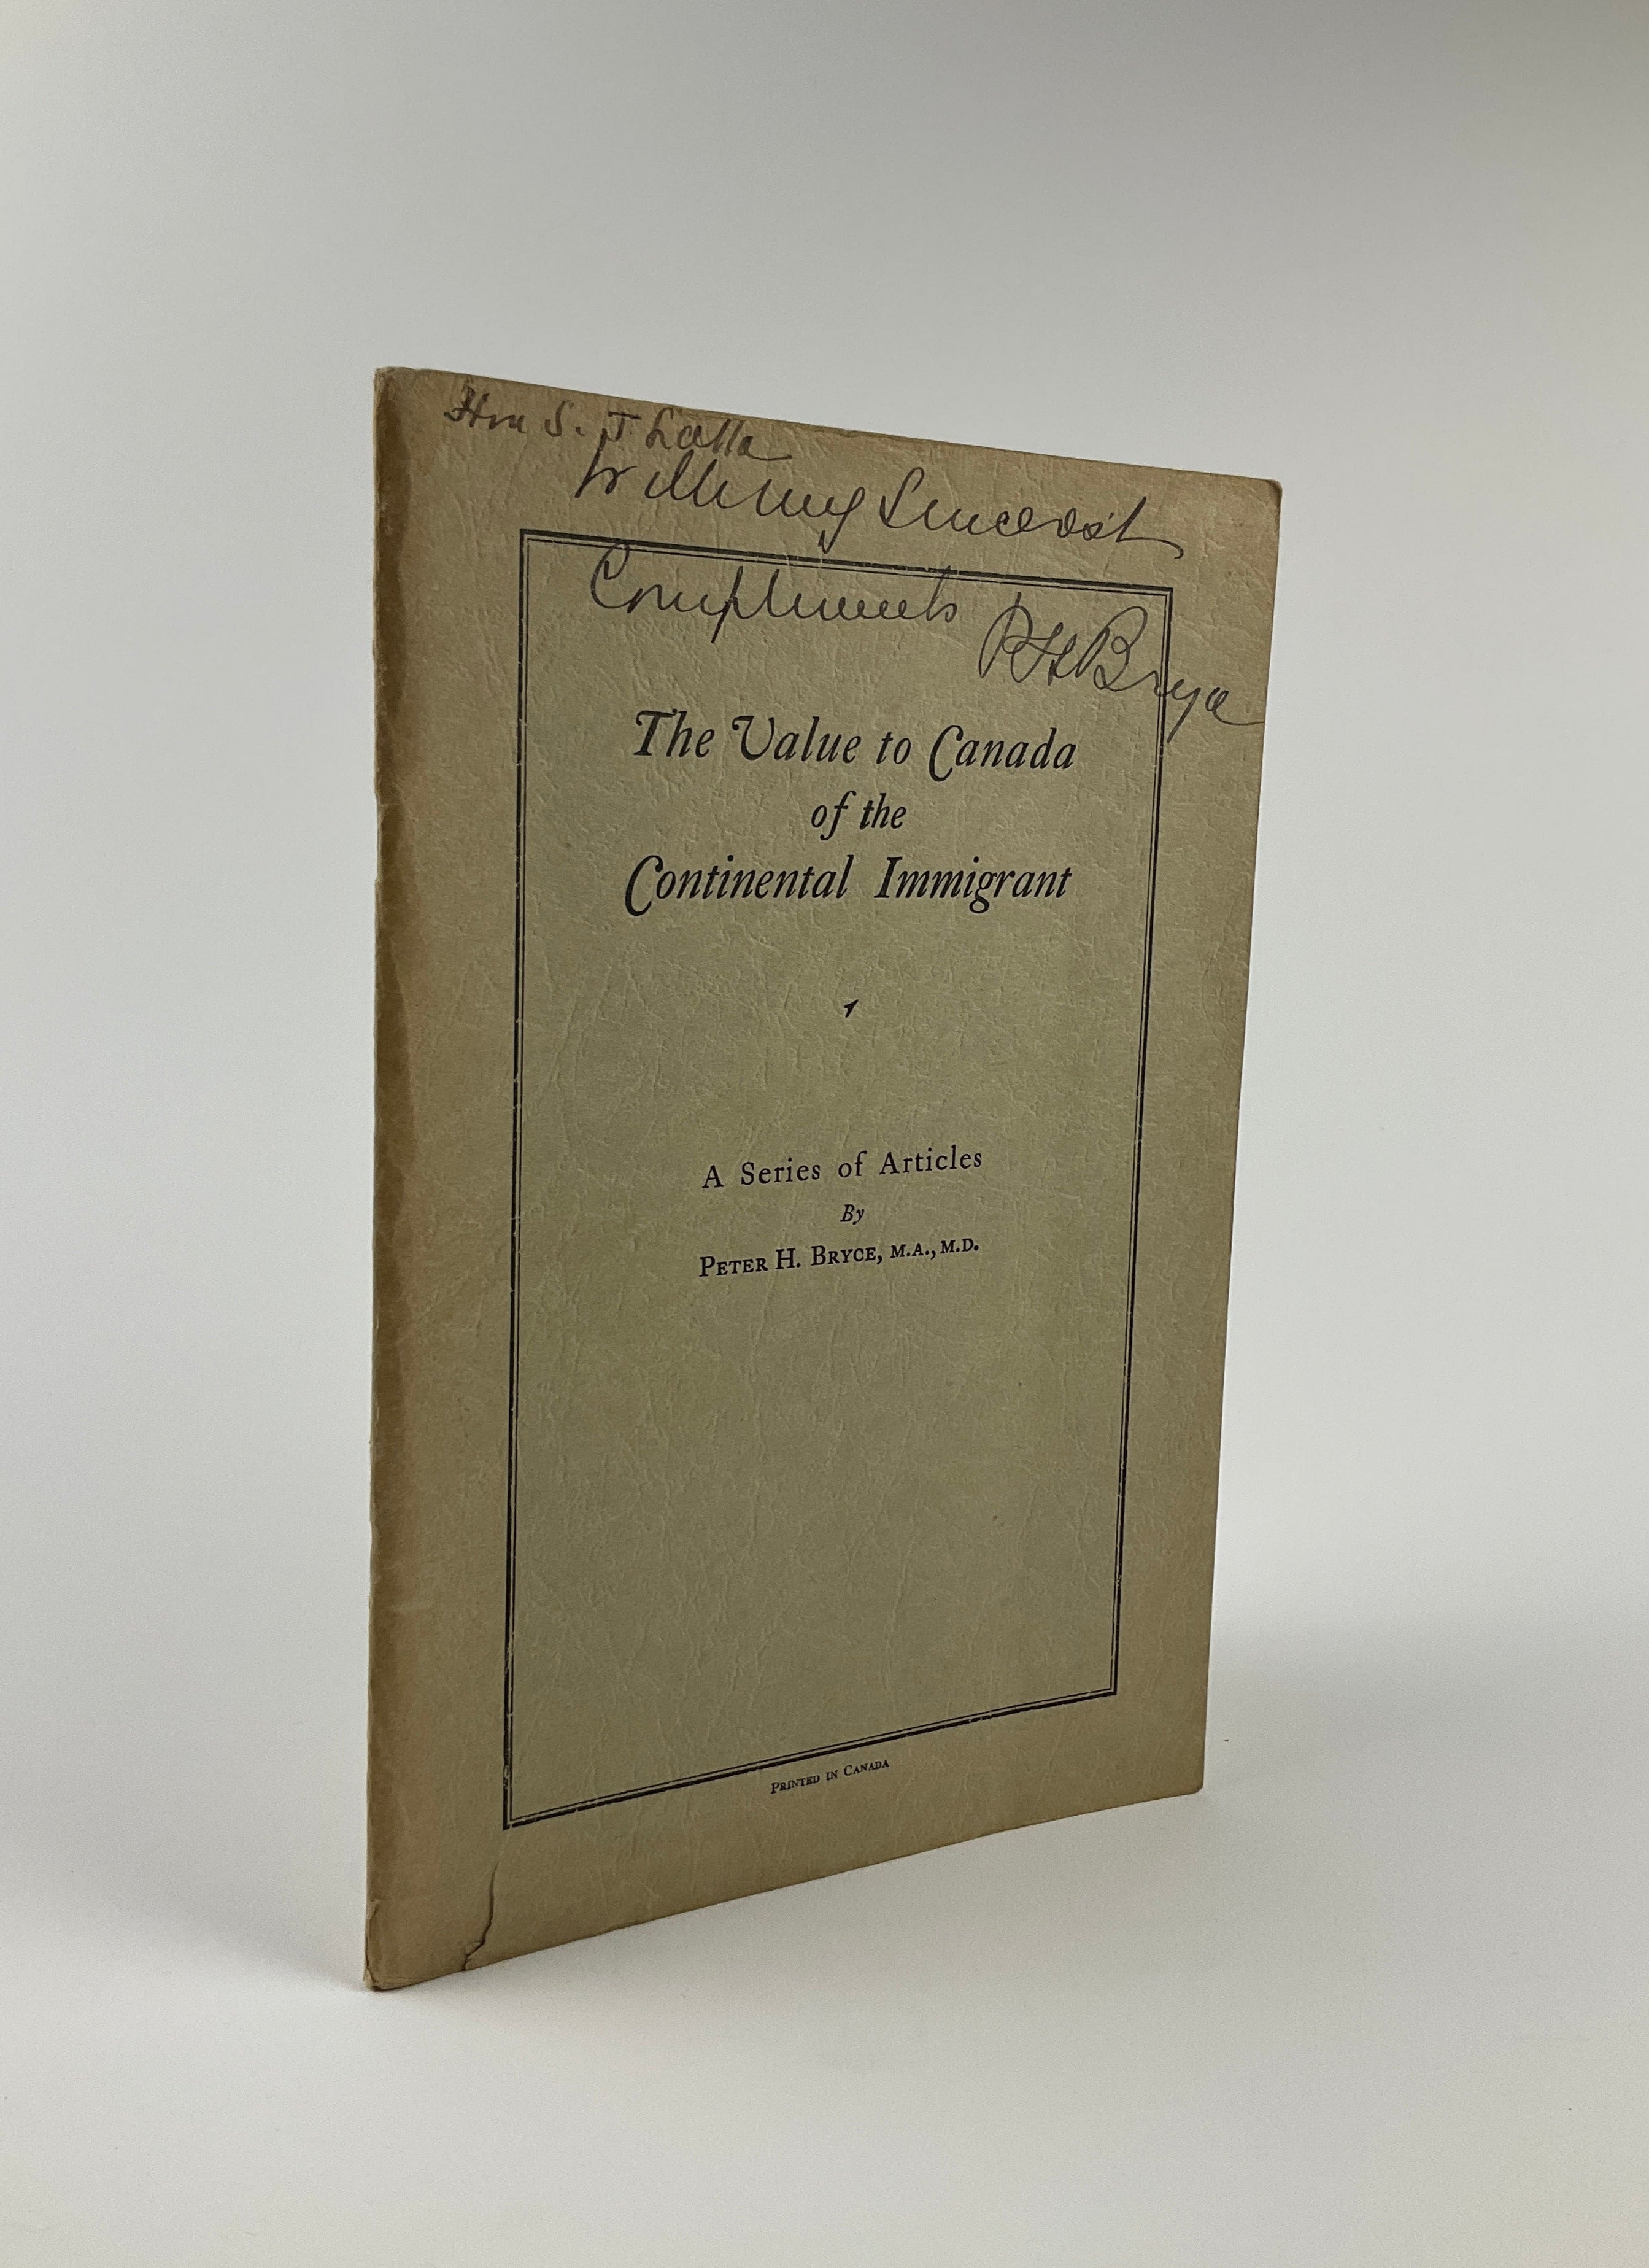 Hon S. J. Latta
with my Sincerest
Compliments
PH Bryce
The Value to Canada
of the
Continental Immigrant
A Series of Articles
By
PETER H. BRYCE, M.A., M.D.
PRINTED IN CANADA